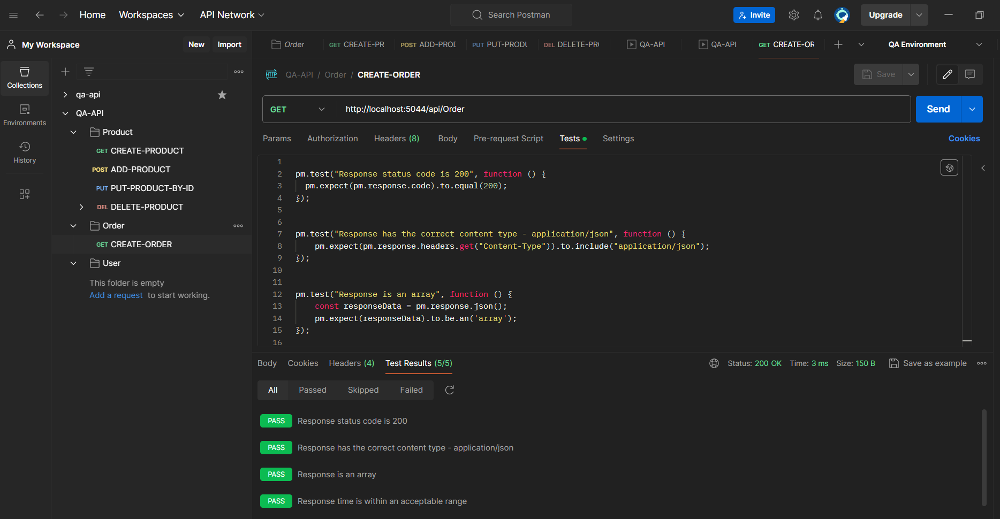 Home Workspaces API Network Search Postman Invite Upgrade
My Workspace New Import
Order GET CREATE-PR POST ADD-PROD PUT PUT-PRODU DEL DELETE-PR QA-API QA-API GET CREATE-OR QA Environment
Collections
Environments
History
qa-api
QA-API
Product
GET CREATE-PRODUCT
POST ADD-PRODUCT
PUT PUT-PRODUCT-BY-ID
DEL DELETE-PRODUCT
Order
GET CREATE-ORDER
User
This folder is empty
Add a request to start working.
HTTP QA-API / Order / CREATE-ORDER Save
GET http://localhost:5044/api/Order Send
Params Authorization Headers (8) Body Pre-request Script Tests Settings Cookies
1
2 pm.test("Response status code is 200", function () {
3 pm.expect(pm.response.code).to.equal(200);
4 });
5
6
7 pm.test("Response has the correct content type - application/json", function () {
8 pm.expect(pm.response.headers.get("Content-Type")).to.include("application/json");
9 });
10
11
12 pm.test("Response is an array", function () {
13 const responseData = pm.response.json();
14 pm.expect(responseData).to.be.an('array');
15 });
16
Body Cookies Headers (4) Test Results (5/5) Status: 200 OK Time: 3 ms Size: 150 B Save as example
All Passed Skipped Failed
PASS Response status code is 200
PASS Response has the correct content type - application/json
PASS Response is an array
PASS Response time is within an acceptable range